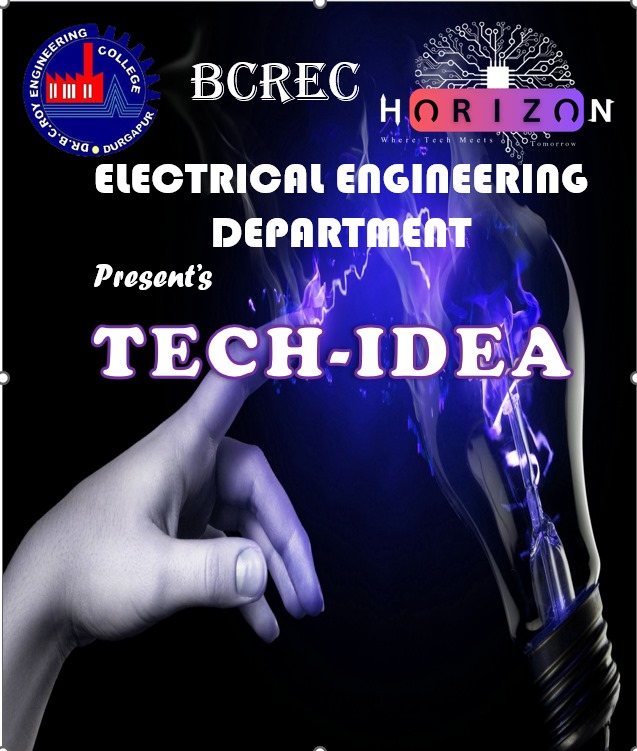 DR.B.C.ROY ENGINEERING COLLEGE
DURGAPUR
BCREC
HORIZON
Where Tech Meets Tomorrow
ELECTRICAL ENGINEERING
DEPARTMENT
Present's
TECH-IDEA